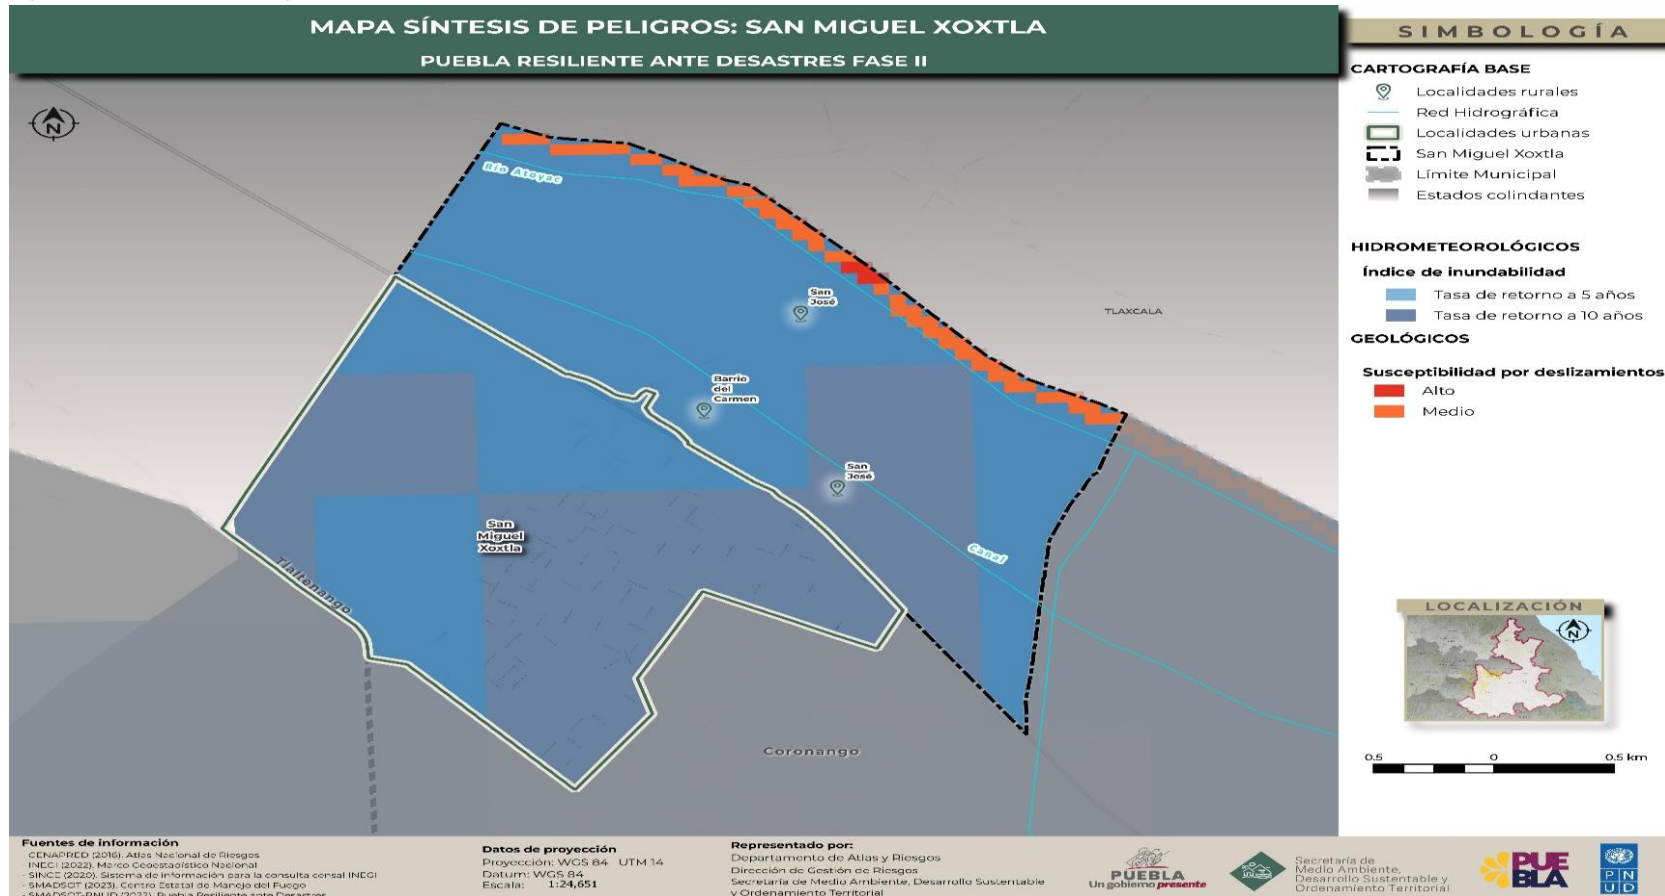 MAPA SÍNTESIS DE PELIGROS: SAN MIGUEL XOXTLA
PUEBLA RESILIENTE ANTE DESASTRES FASE II
N
Río Atoyac
San
José
TLAXCALA
Barrio
del
Carmen
San
José
San
Miguel
Xoxtla
Canal
Tlaltenango
Coronango
SIMBOLOGÍA
CARTOGRAFÍA BASE
Localidades rurales
Red Hidrográfica
Localidades urbanas
San Miguel Xoxtla
Límite Municipal
Estados colindantes
HIDROMETEOROLÓGICOS
Índice de inundabilidad
Tasa de retorno a 5 años
Tasa de retorno a 10 años
GEOLÓGICOS
Susceptibilidad por deslizamientos
Alto
Medio
LOCALIZACIÓN
N
0.5 0 0.5 km
Fuentes de información
- CENAPRED (2016). Atlas Nacional de Riesgos
- INEGI (2022). Marco Geoestadístico Nacional
- SINCE (2020). Sistema de información para la consulta censal INEGI
- SMADSOT (2023). Centro Estatal de Manejo del Fuego
- SMADSOT-PNUD (2022). Puebla Resiliente ante Desastres
Datos de proyección
Proyección: WGS 84 UTM 14
Datum: WGS 84
Escala: 1:24,651
Representado por:
Departamento de Atlas y Riesgos
Dirección de Gestión de Riesgos
Secretaría de Medio Ambiente, Desarrollo Sustentable
y Ordenamiento Territorial
PUEBLA
Un gobierno presente
Secretaría de
Medio Ambiente,
Desarrollo Sustentable y
Ordenamiento Territorial
PUE
BLA
P N
U D